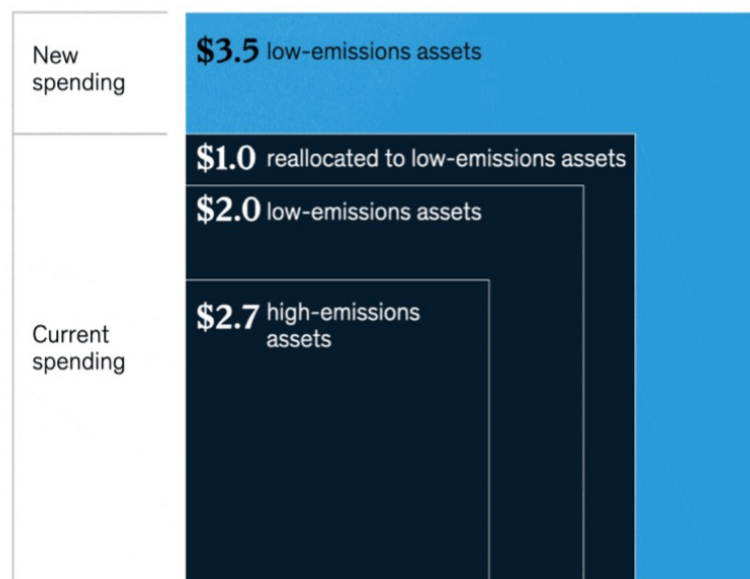 New
spending
$3.5 low-emissions assets
$1.0 reallocated to low-emissions assets
$2.0 low-emissions assets
Current
spending
$2.7 high-emissions
assets